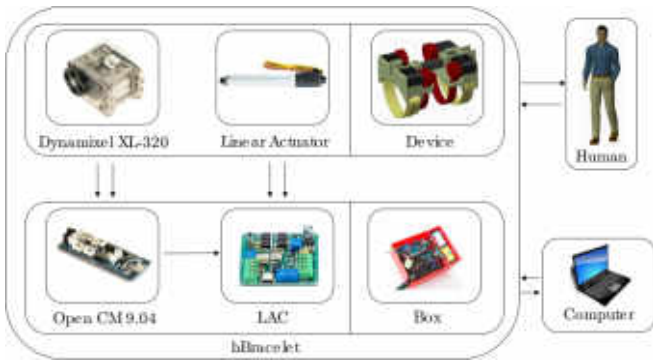 Dynamixel XL-320
Linear Actuator
Device
Human
Open CM 9.04
LAC
Box
Computer
hBracelet